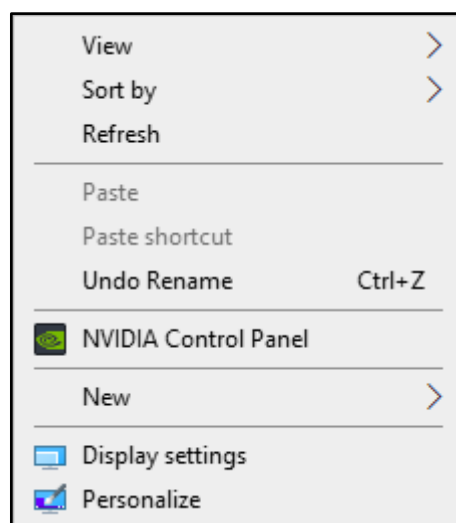 View
Sort by
Refresh
Paste
Paste shortcut
Undo Rename Ctrl+Z
NVIDIA Control Panel
New
Display settings
Personalize